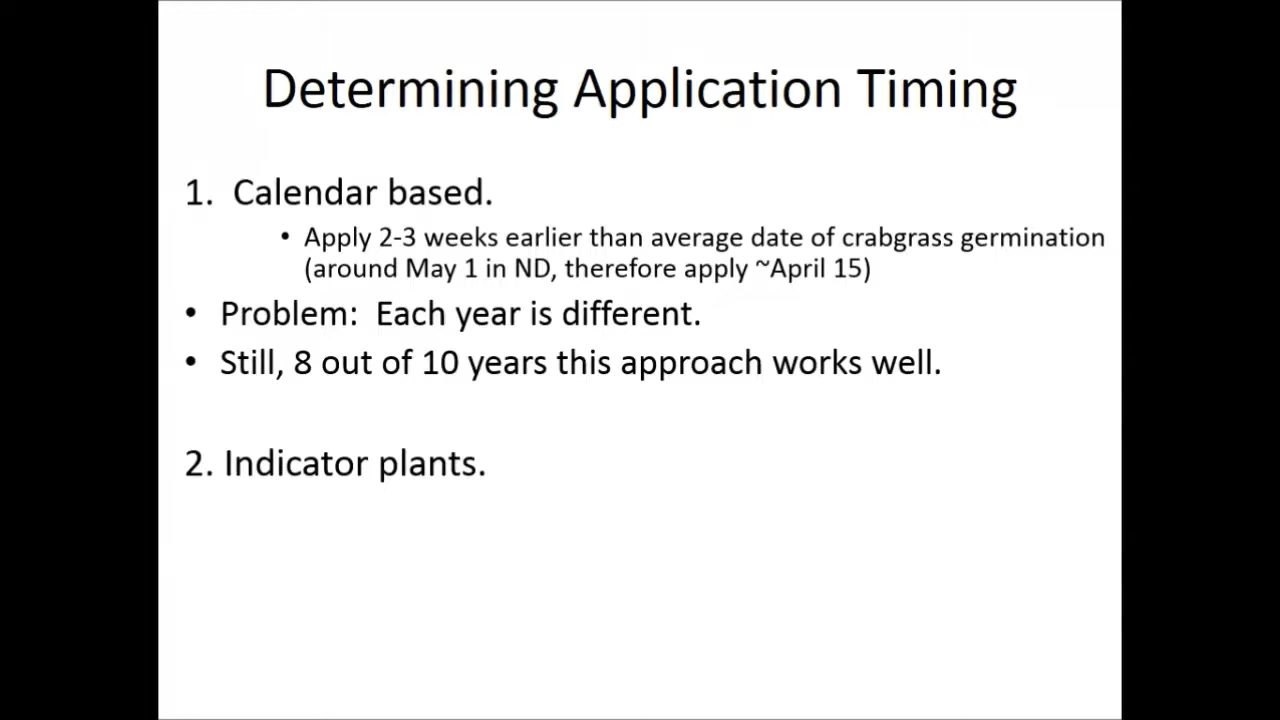 Determining Application Timing
1. Calendar based.
• Apply 2-3 weeks earlier than average date of crabgrass germination
(around May 1 in ND, therefore apply ~April 15)
• Problem: Each year is different.
• Still, 8 out of 10 years this approach works well.
2. Indicator plants.